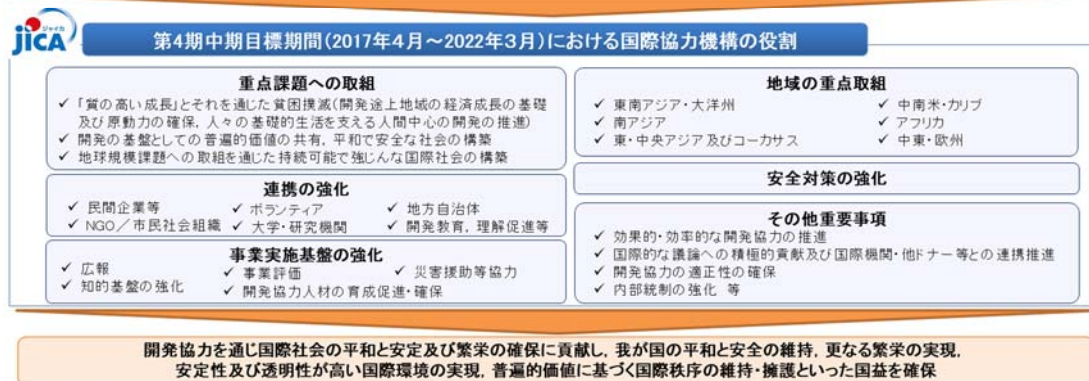 ジャイカ
JICA
第4期中期目標期間(2017年4月～2022年3月)における国際協力機構の役割
重点課題への取組
✓ 「質の高い成長」とそれを通じた貧困撲滅(開発途上地域の経済成長の基礎
及び原動力の確保, 人々の基礎的生活を支える人間中心の開発の推進)
✓ 開発の基盤としての普遍的価値の共有, 平和で安全な社会の構築
✓ 地球規模課題への取組を通じた持続可能で強じんな国際社会の構築
連携の強化
✓ 民間企業等 ✓ ボランティア ✓ 地方自治体
✓ NGO／市民社会組織 ✓ 大学・研究機関 ✓ 開発教育, 理解促進等
事業実施基盤の強化
✓ 広報 ✓ 事業評価 ✓ 災害援助等協力
✓ 知的基盤の強化 ✓ 開発協力人材の育成促進・確保
地域の重点取組
✓ 東南アジア・大洋州 ✓ 中南米・カリブ
✓ 南アジア ✓ アフリカ
✓ 東・中央アジア及びコーカサス ✓ 中東・欧州
安全対策の強化
その他重要事項
✓ 効果的・効率的な開発協力の推進
✓ 国際的な議論への積極的貢献及び国際機関・他ドナー等との連携推進
✓ 開発協力の適正性の確保
✓ 内部統制の強化 等
開発協力を通じ国際社会の平和と安定及び繁栄の確保に貢献し, 我が国の平和と安全の維持, 更なる繁栄の実現,
安定性及び透明性が高い国際環境の実現, 普遍的価値に基づく国際秩序の維持・擁護といった国益を確保